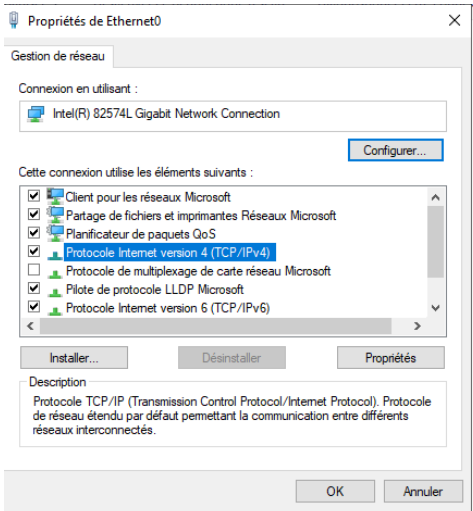 Propriétés de Ethernet0
Gestion de réseau
Connexion en utilisant :
Intel(R) 82574L Gigabit Network Connection
Configurer...
Cette connexion utilise les éléments suivants :
Client pour les réseaux Microsoft
Partage de fichiers et imprimantes Réseaux Microsoft
Planificateur de paquets QoS
Protocole Internet version 4 (TCP/IPv4)
Protocole de multiplexage de carte réseau Microsoft
Pilote de protocole LLDP Microsoft
Protocole Internet version 6 (TCP/IPv6)
Installer... Désinstaller Propriétés
Description
Protocole TCP/IP (Transmission Control Protocol/Internet Protocol). Protocole
de réseau étendu par défaut permettant la communication entre différents
réseaux interconnectés.
OK Annuler